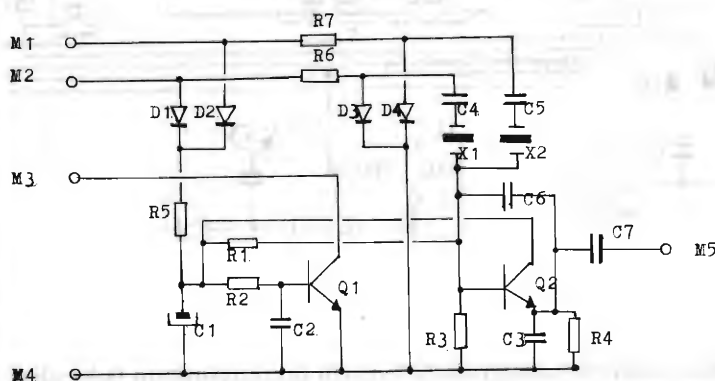 R7
M1
R6
M2
D1 D2 D3 D4 C4 C5
X1 X2
M3
C6
R5
C7
R1
M5
R2 Q1 Q2
C1 C2 R3 C3 R4
M4